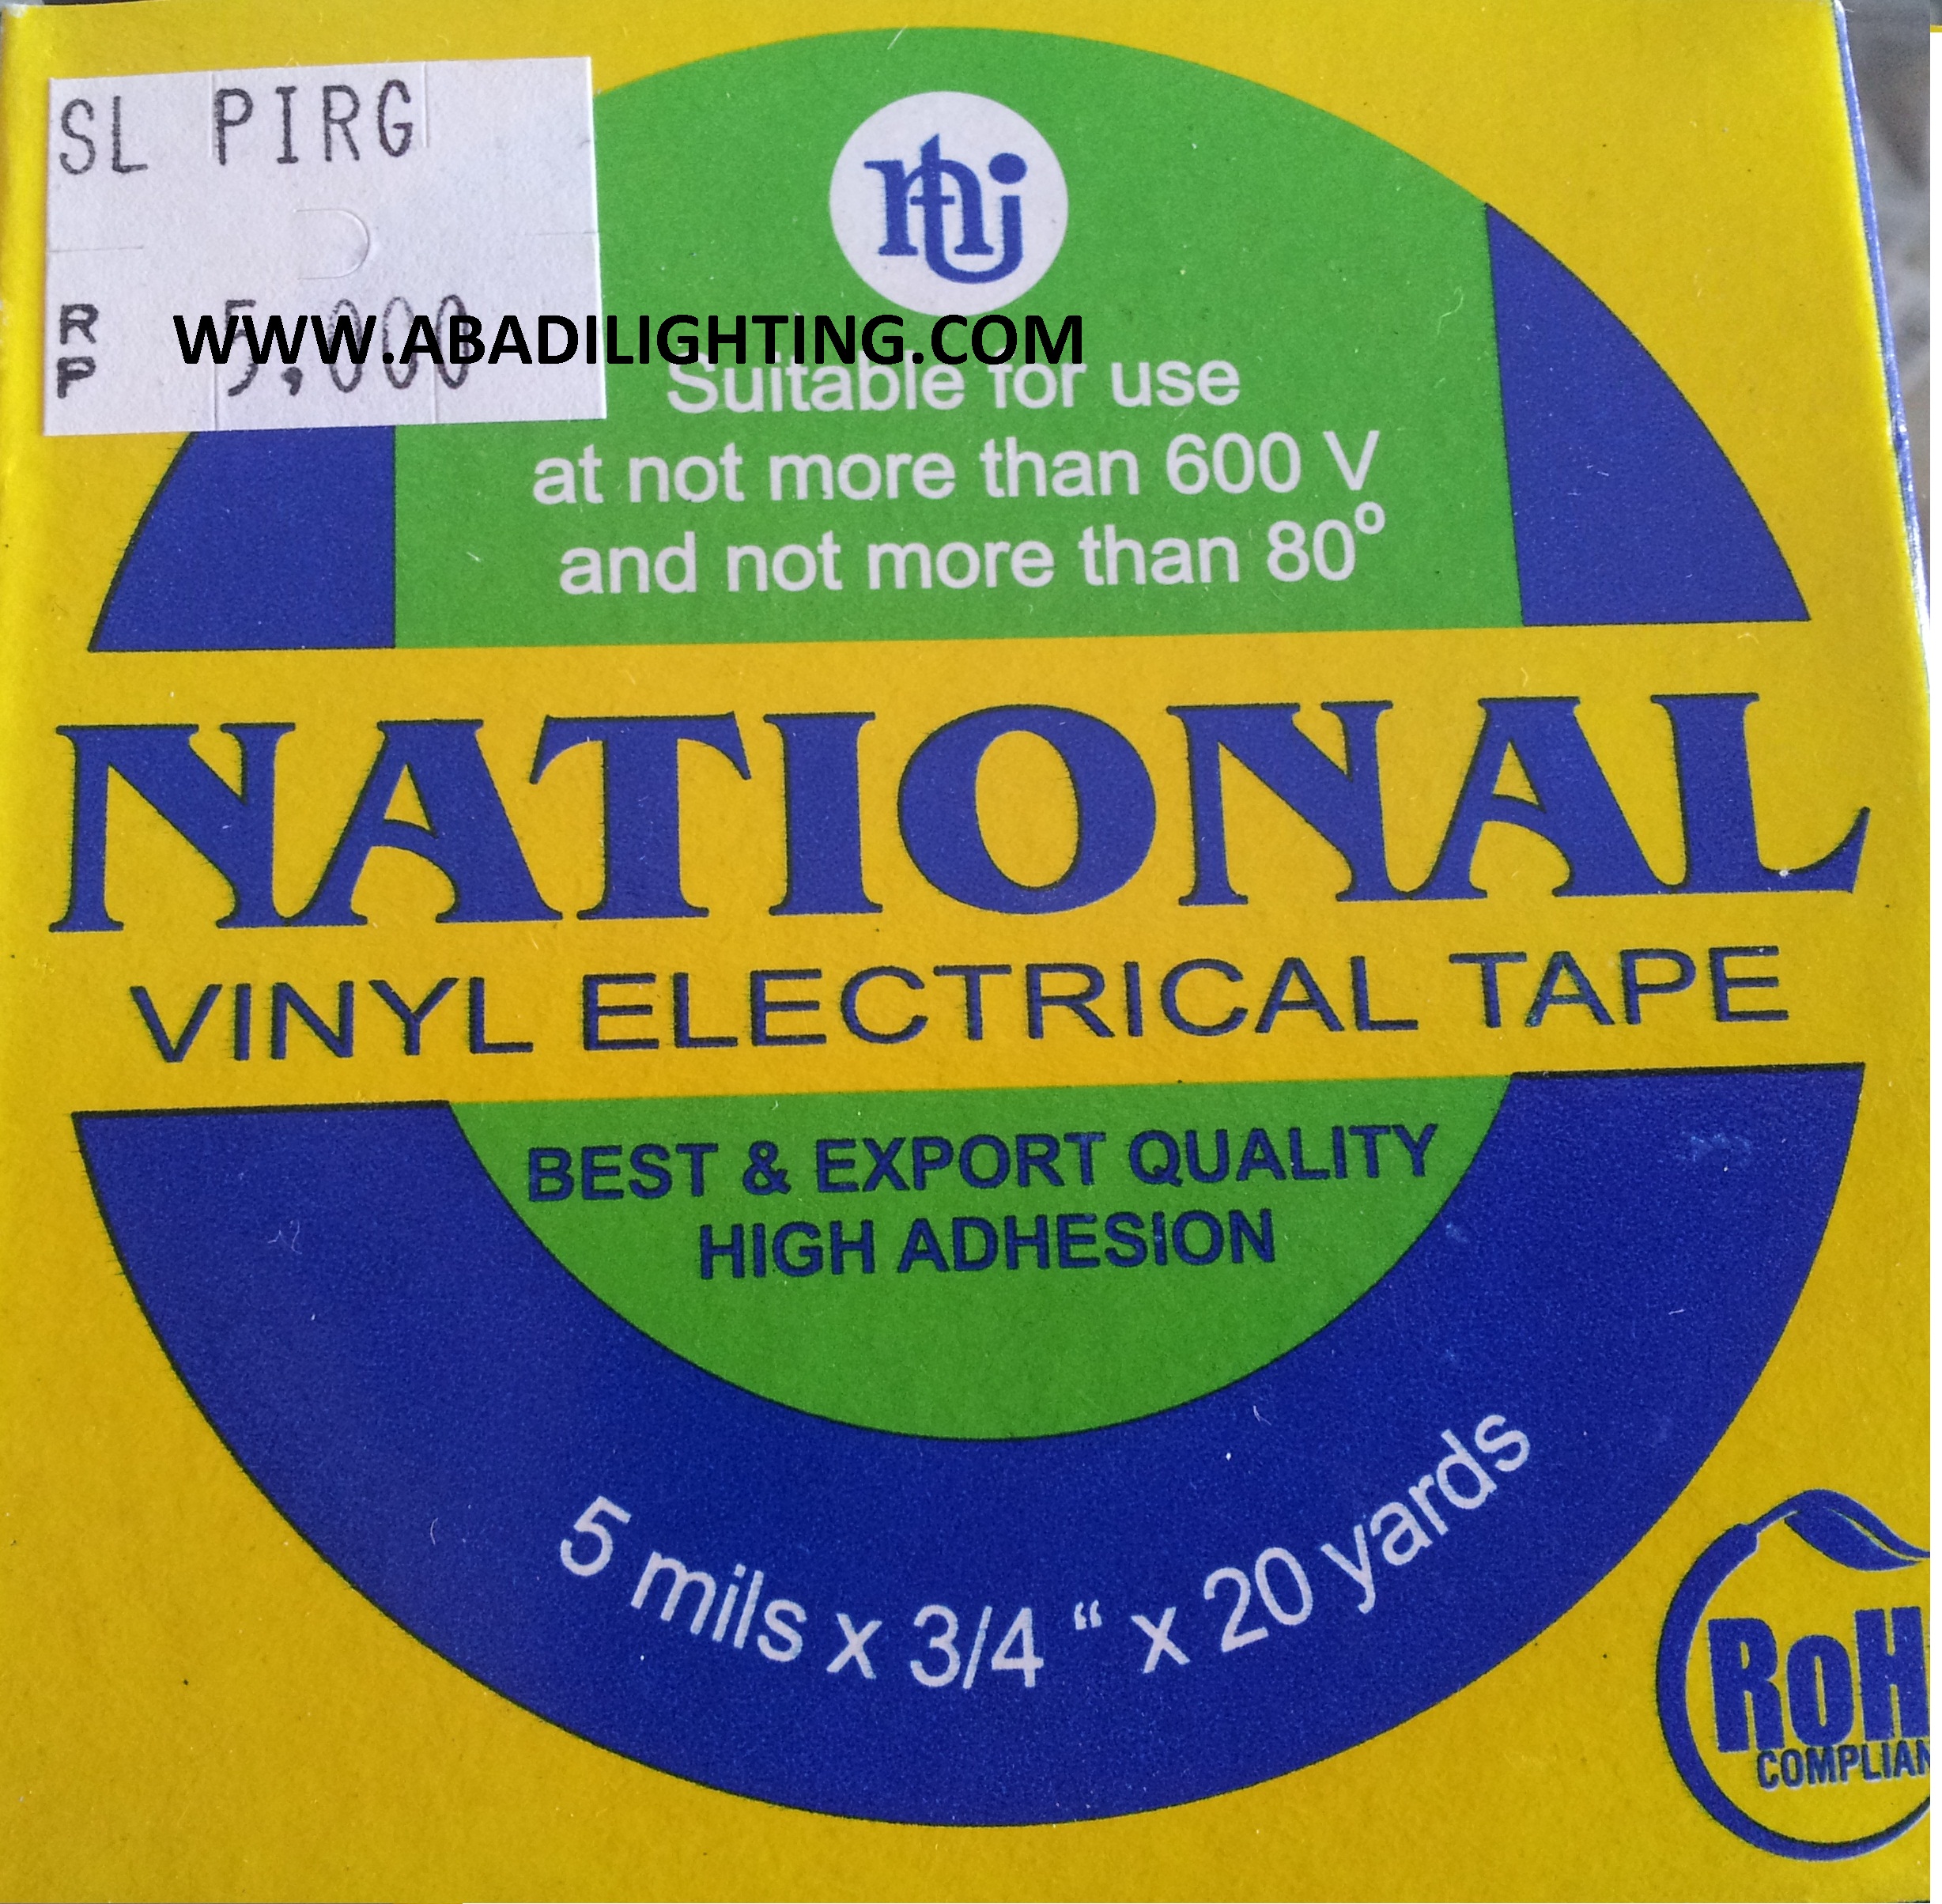 SL PIRG
RP 5,000
WWW.ABADILIGHTING.COM
ntj
Suitable for use
at not more than 600 V
and not more than 80°
NATIONAL
VINYL ELECTRICAL TAPE
BEST & EXPORT QUALITY
HIGH ADHESION
5 mils x 3/4 “ x 20 yards
RoH
COMPLIAN